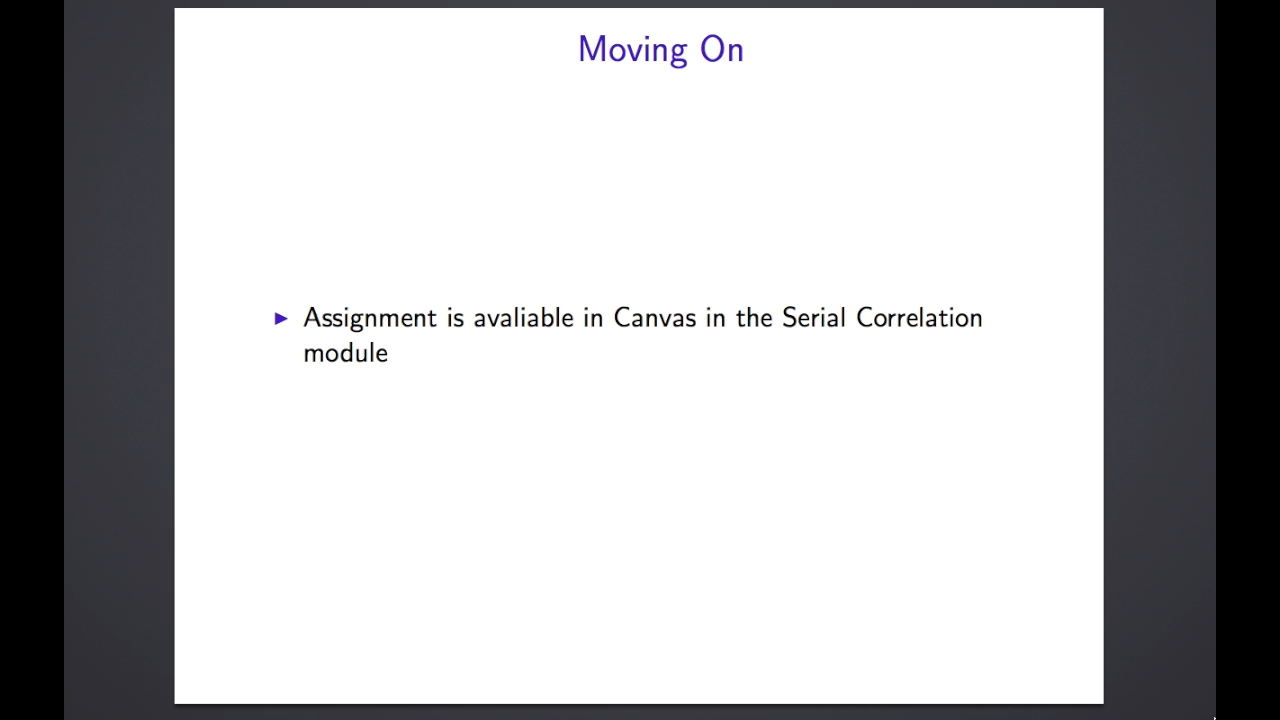 Moving On
► Assignment is avaliable in Canvas in the Serial Correlation
module